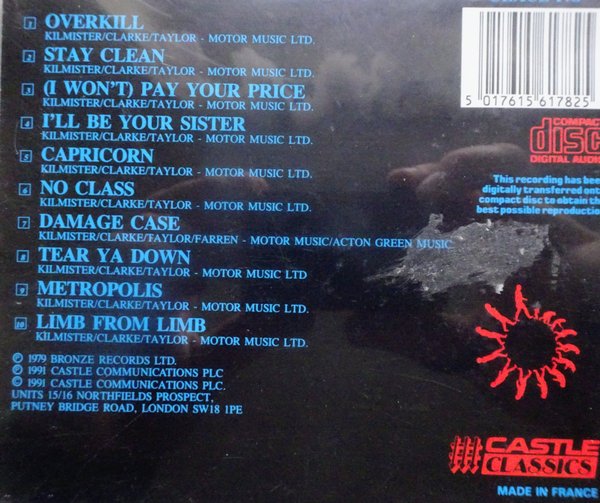 1 OVERKILL
KILMISTER/CLARKE/TAYLOR - MOTOR MUSIC LTD.
2 STAY CLEAN
KILMISTER/CLARKE/TAYLOR - MOTOR MUSIC LTD.
3 (I WON'T) PAY YOUR PRICE
KILMISTER/CLARKE/TAYLOR - MOTOR MUSIC LTD.
4 I'LL BE YOUR SISTER
KILMISTER/CLARKE/TAYLOR - MOTOR MUSIC LTD.
5 CAPRICORN
KILMISTER/CLARKE/TAYLOR - MOTOR MUSIC LTD.
6 NO CLASS
KILMISTER/CLARKE/TAYLOR - MOTOR MUSIC LTD.
7 DAMAGE CASE
KILMISTER/CLARKE/TAYLOR/FARREN - MOTOR MUSIC/ACTON GREEN MUSIC
8 TEAR YA DOWN
KILMISTER/CLARKE/TAYLOR - MOTOR MUSIC LTD
9 METROPOLIS
KILMISTER/CLARKE/TAYLOR - MOTOR MUSIC LTD.
10 LIMB FROM LIMB
KILMISTER/CLARKE/TAYLOR - MOTOR MUSIC LTD.
℗ 1979 BRONZE RECORDS LTD.
© 1991 CASTLE COMMUNICATIONS PLC
© 1991 CASTLE COMMUNICATIONS PLC.
UNITS 15/16 NORTHFIELDS PROSPECT,
PUTNEY BRIDGE ROAD, LONDON SW18 1PE
5 017615 617825
COMPACT
disc
DIGITAL AUDIO
This recording has been
digitally transferred onto
compact disc to obtain the
best possible reproduction
CASTLE
CLASSICS
MADE IN FRANCE